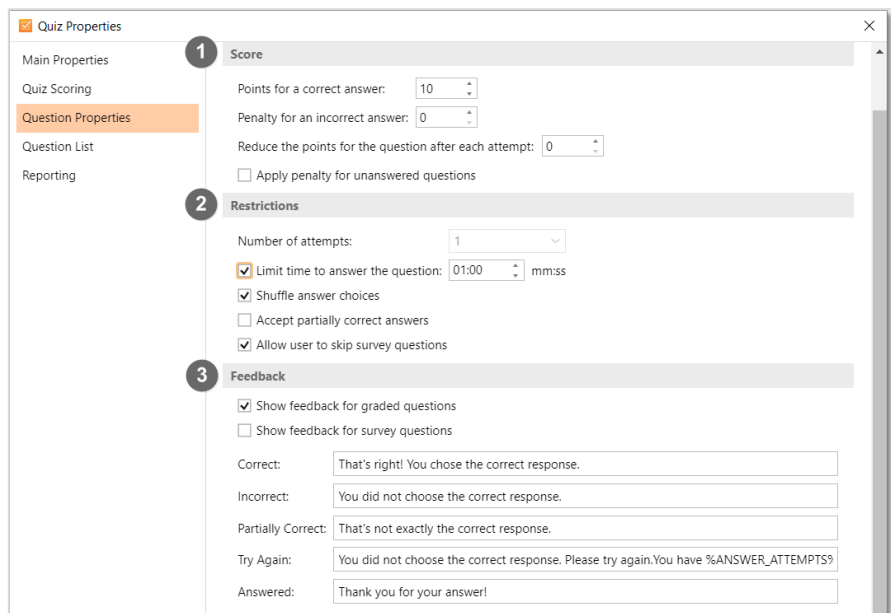 Quiz Properties
Main Properties
Quiz Scoring
Question Properties
Question List
Reporting
1 Score
Points for a correct answer: 10
Penalty for an incorrect answer: 0
Reduce the points for the question after each attempt: 0
Apply penalty for unanswered questions
2 Restrictions
Number of attempts: 1
Limit time to answer the question: 01:00 mm:ss
Shuffle answer choices
Accept partially correct answers
Allow user to skip survey questions
3 Feedback
Show feedback for graded questions
Show feedback for survey questions
Correct: That's right! You chose the correct response.
Incorrect: You did not choose the correct response.
Partially Correct: That's not exactly the correct response.
Try Again: You did not choose the correct response. Please try again.You have %ANSWER_ATTEMPTS%
Answered: Thank you for your answer!